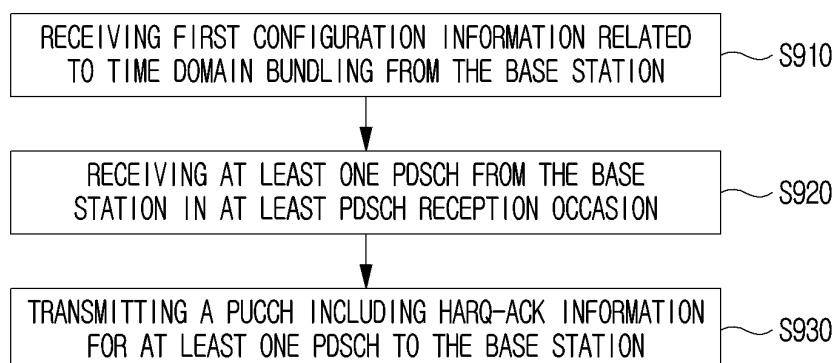 RECEIVING FIRST CONFIGURATION INFORMATION RELATED
TO TIME DOMAIN BUNDLING FROM THE BASE STATION
S910
RECEIVING AT LEAST ONE PDSCH FROM THE BASE
STATION IN AT LEAST PDSCH RECEPTION OCCASION
S920
TRANSMITTING A PUCCH INCLUDING HARQ-ACK INFORMATION
FOR AT LEAST ONE PDSCH TO THE BASE STATION
S930